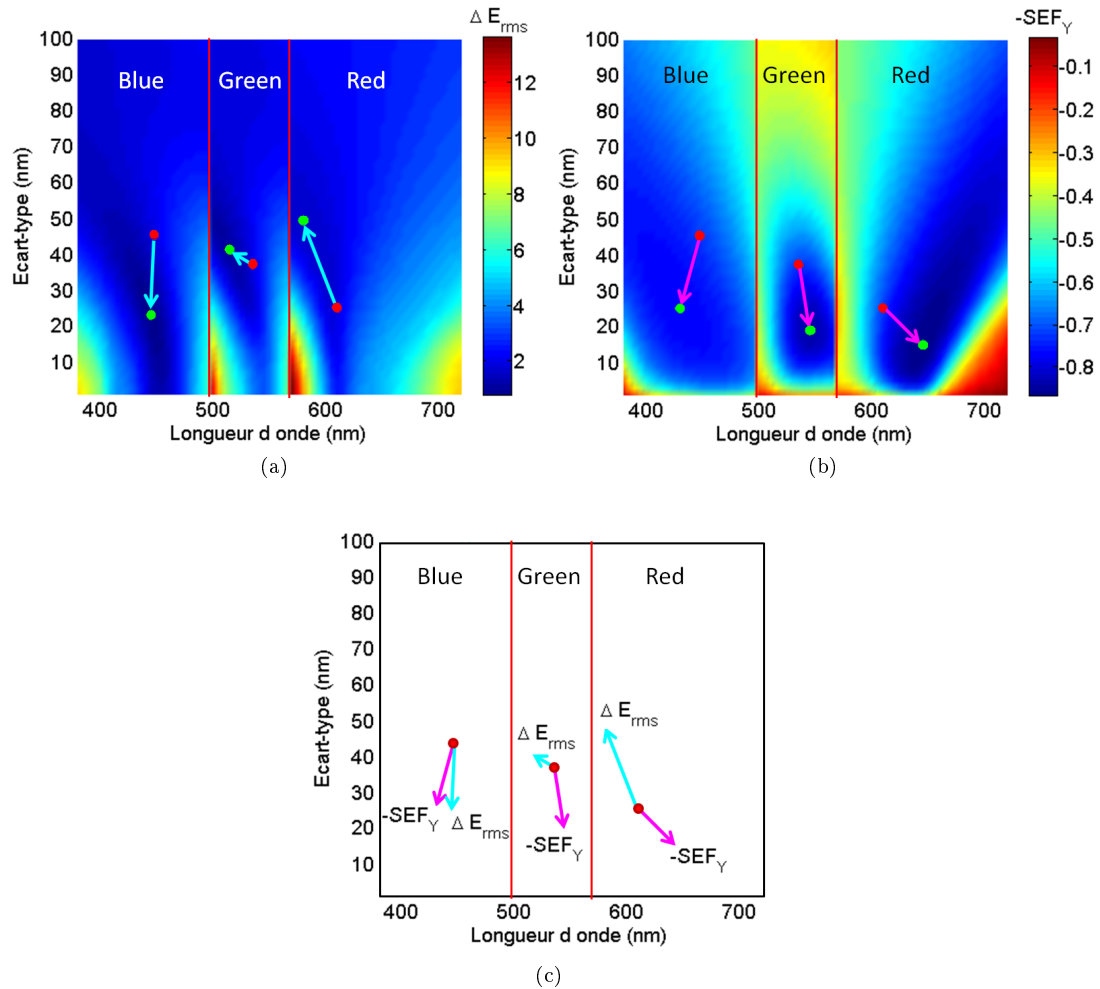 Δ E_rms
Blue Green Red
100
90
80
70
60
50
40
30
20
10
400 500 600 700
Ecart-type (nm)
Longueur d onde (nm)
12
10
8
6
4
2
(a)
-SEF_Y
Blue Green Red
100
90
80
70
60
50
40
30
20
10
400 500 600 700
Ecart-type (nm)
Longueur d onde (nm)
-0.1
-0.2
-0.3
-0.4
-0.5
-0.6
-0.7
-0.8
(b)
Blue Green Red
100
90
80
70
60
50
40
30
20
10
400 500 600 700
Ecart-type (nm)
Longueur d onde (nm)
-SEF_Y
Δ E_rms
Δ E_rms
-SEF_Y
Δ E_rms
-SEF_Y
(c)